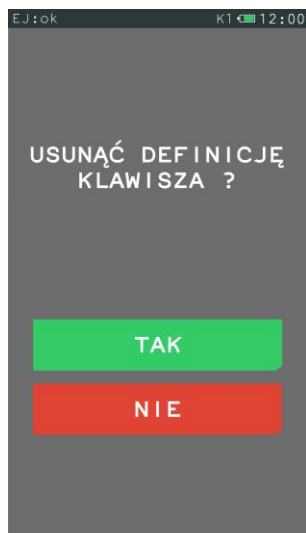 EJ:ok K1 12:00
USUNĄĆ DEFINICJĘ
KLAWISZA ?
TAK
NIE